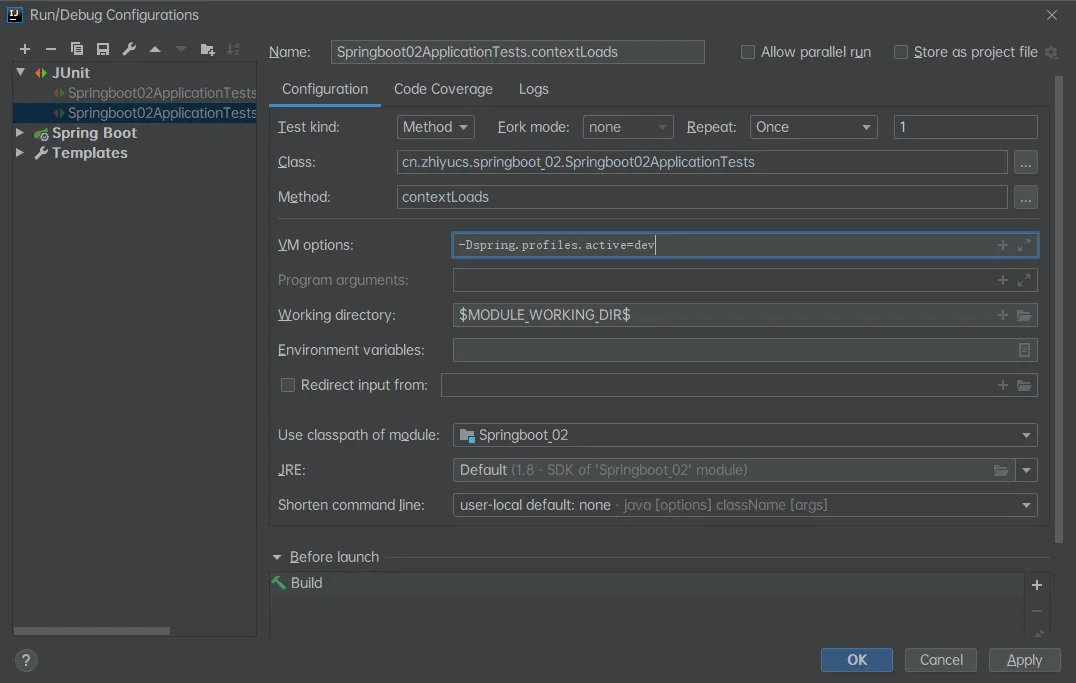 Run/Debug Configurations
Name: Springboot02ApplicationTests.contextLoads Allow parallel run Store as project file
JUnit
Springboot02ApplicationTests
Springboot02ApplicationTests
Spring Boot
Templates
Configuration Code Coverage Logs
Test kind: Method Fork mode: none Repeat: Once 1
Class: cn.zhiyucs.springboot_02.Springboot02ApplicationTests ...
Method: contextLoads ...
VM options: -Dspring.profiles.active=dev
Program arguments:
Working directory: $MODULE_WORKING_DIR$
Environment variables:
Redirect input from:
Use classpath of module: Springboot_02
JRE: Default (1.8 - SDK of 'Springboot_02' module)
Shorten command line: user-local default: none - java [options] className [args]
Before launch
Build
? OK Cancel Apply